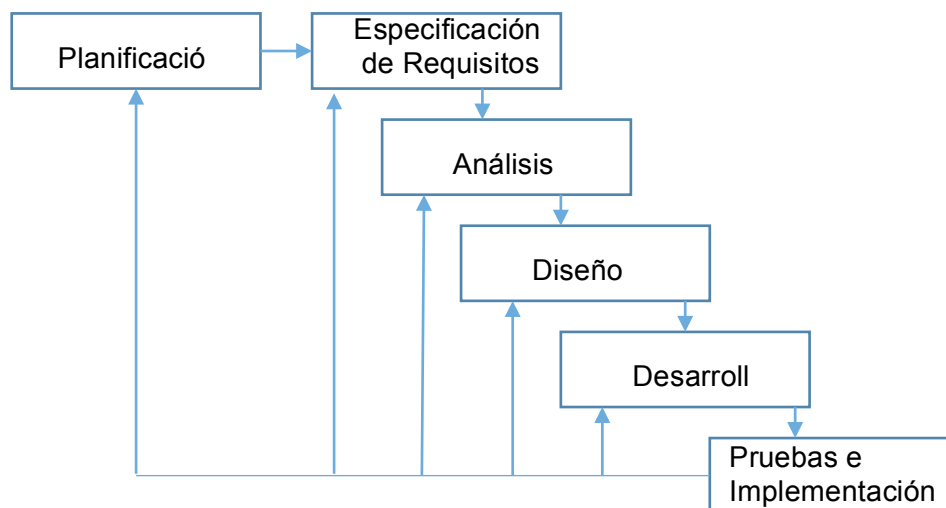 Planificació
Especificación
de Requisitos
Análisis
Diseño
Desarroll
Pruebas e
Implementación